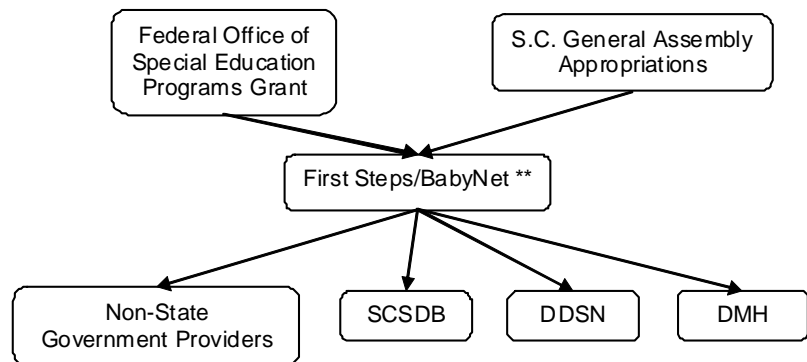 Federal Office of
Special Education
Programs Grant
S.C. General Assembly
Appropriations
First Steps/BabyNet **
Non-State
Government Providers
SCSDB
DDSN
DMH